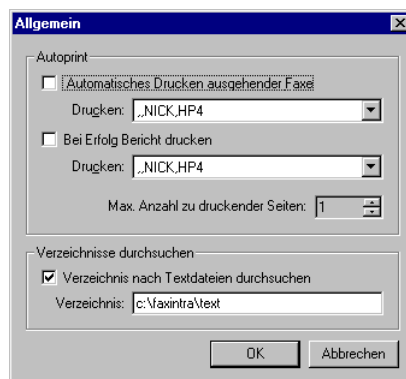 Allgemein
Autoprint
Automatisches Drucken ausgehender Faxe
Drucken: ,,NICK,HP4
Bei Erfolg Bericht drucken
Drucken: ,,NICK,HP4
Max. Anzahl zu druckender Seiten: 1
Verzeichnisse durchsuchen
Verzeichnis nach Textdateien durchsuchen
Verzeichnis: c:\faxintra\text
OK Abbrechen